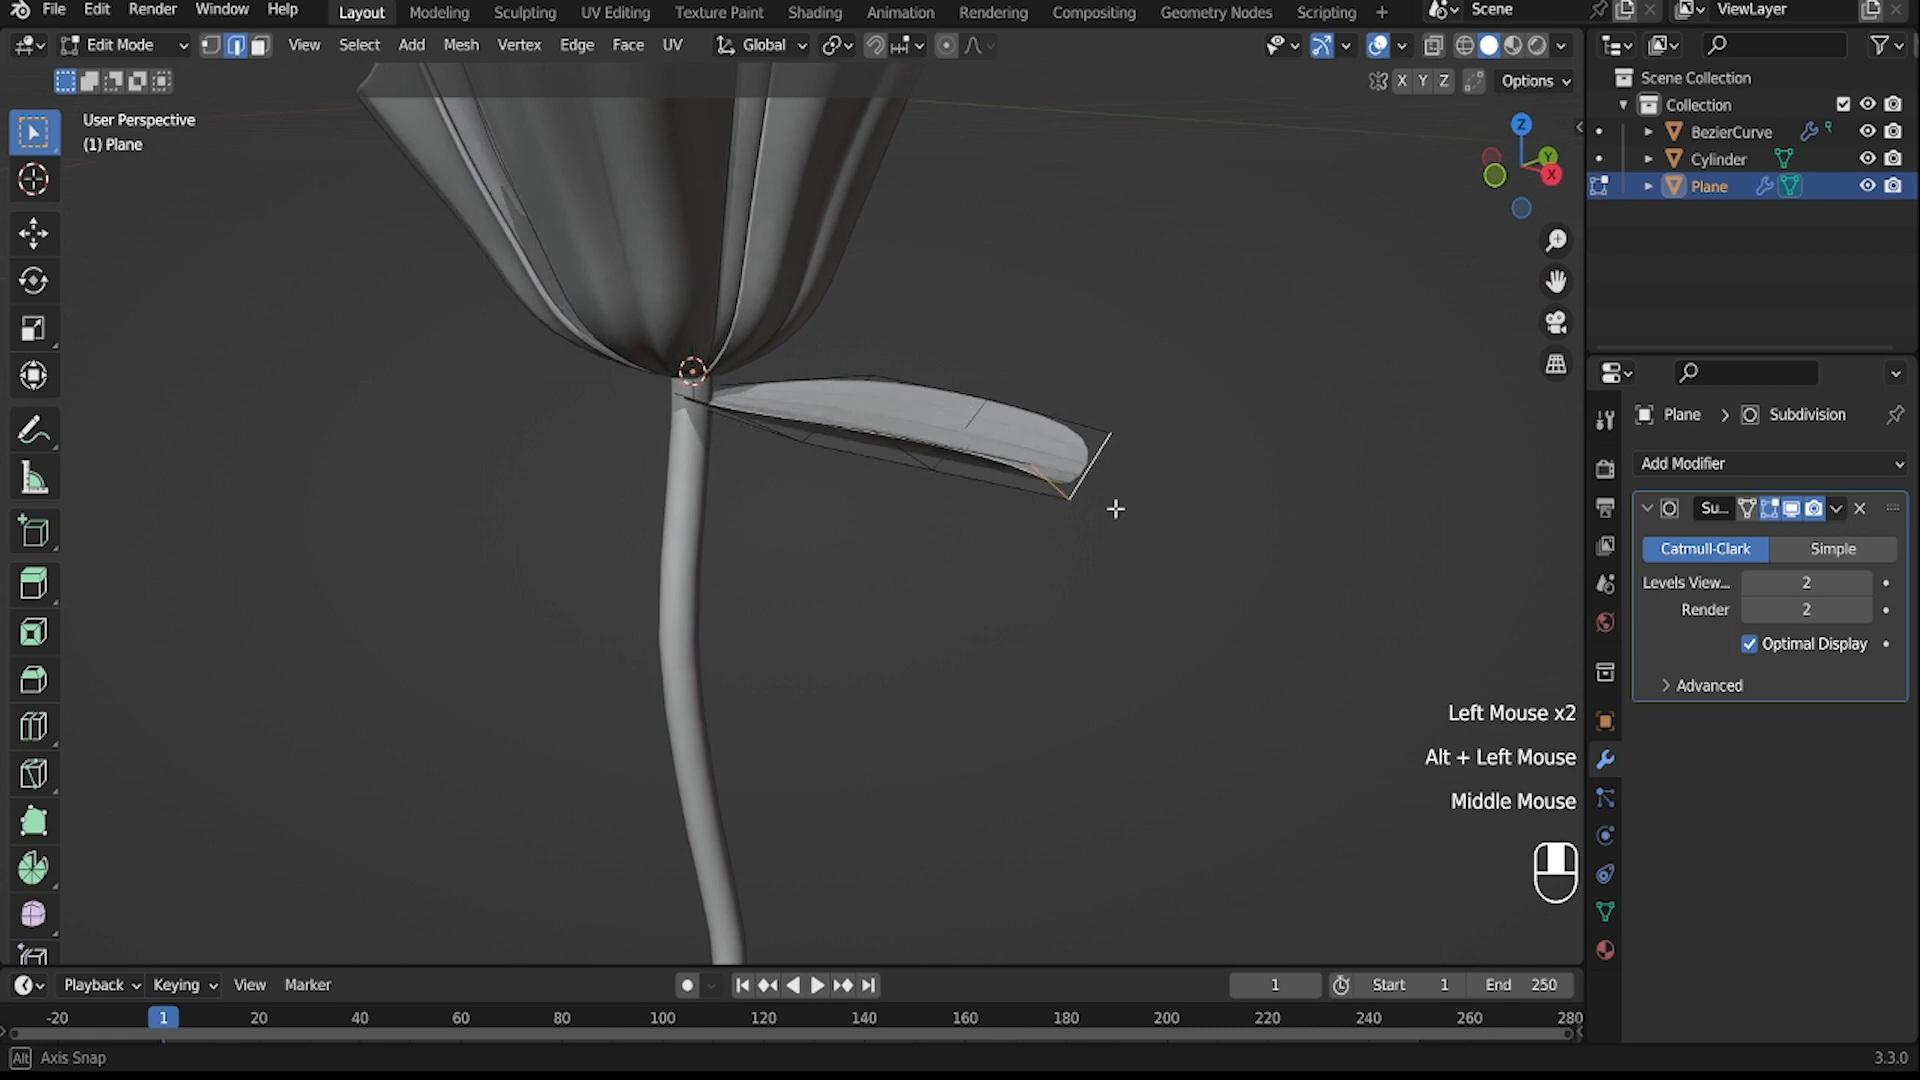 File Edit Render Window Help Layout Modeling Sculpting UV Editing Texture Paint Shading Animation Rendering Compositing Geometry Nodes Scripting + Scene ViewLayer
Edit Mode View Select Add Mesh Vertex Edge Face UV Global
X Y Z Options
User Perspective
(1) Plane
Z
Y
X
Scene Collection
Collection
BezierCurve
Cylinder
Plane
Plane > Subdivision
Add Modifier
Su...
Catmull-Clark Simple
Levels View... 2
Render 2
Optimal Display
Advanced
Left Mouse x2
Alt + Left Mouse
Middle Mouse
Playback Keying View Marker 1 Start 1 End 250
-20 1 20 40 60 80 100 120 140 160 180 200 220 240 260 280
Alt Axis Snap 3.3.0